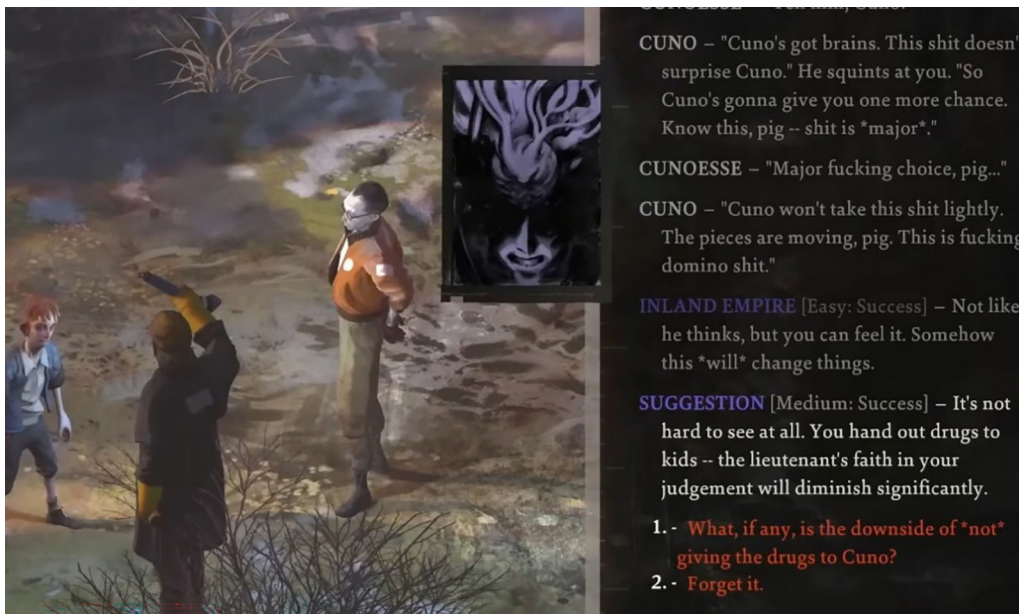 CUNO – "Cuno's got brains. This shit doesn'
surprise Cuno." He squints at you. "So
Cuno's gonna give you one more chance.
Know this, pig -- shit is *major*."
CUNOESSE – "Major fucking choice, pig..."
CUNO – "Cuno won't take this shit lightly.
The pieces are moving, pig. This is fucking
domino shit."
INLAND EMPIRE [Easy: Success] – Not like
he thinks, but you can feel it. Somehow
this *will* change things.
SUGGESTION [Medium: Success] – It's not
hard to see at all. You hand out drugs to
kids -- the lieutenant's faith in your
judgement will diminish significantly.
1.- What, if any, is the downside of *not*
giving the drugs to Cuno?
2.- Forget it.